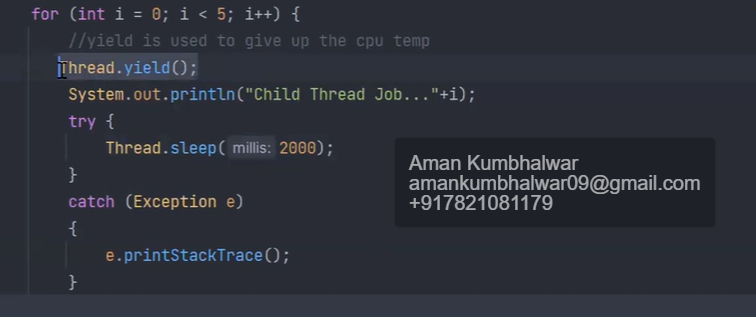 for (int i = 0; i < 5; i++) {
//yield is used to give up the cpu temp
Thread.yield();
System.out.println("Child Thread Job..."+i);
try {
Thread.sleep( millis: 2000);
}
catch (Exception e)
{
e.printStackTrace();
}
Aman Kumbhalwar
amankumbhalwar09@gmail.com
+917821081179